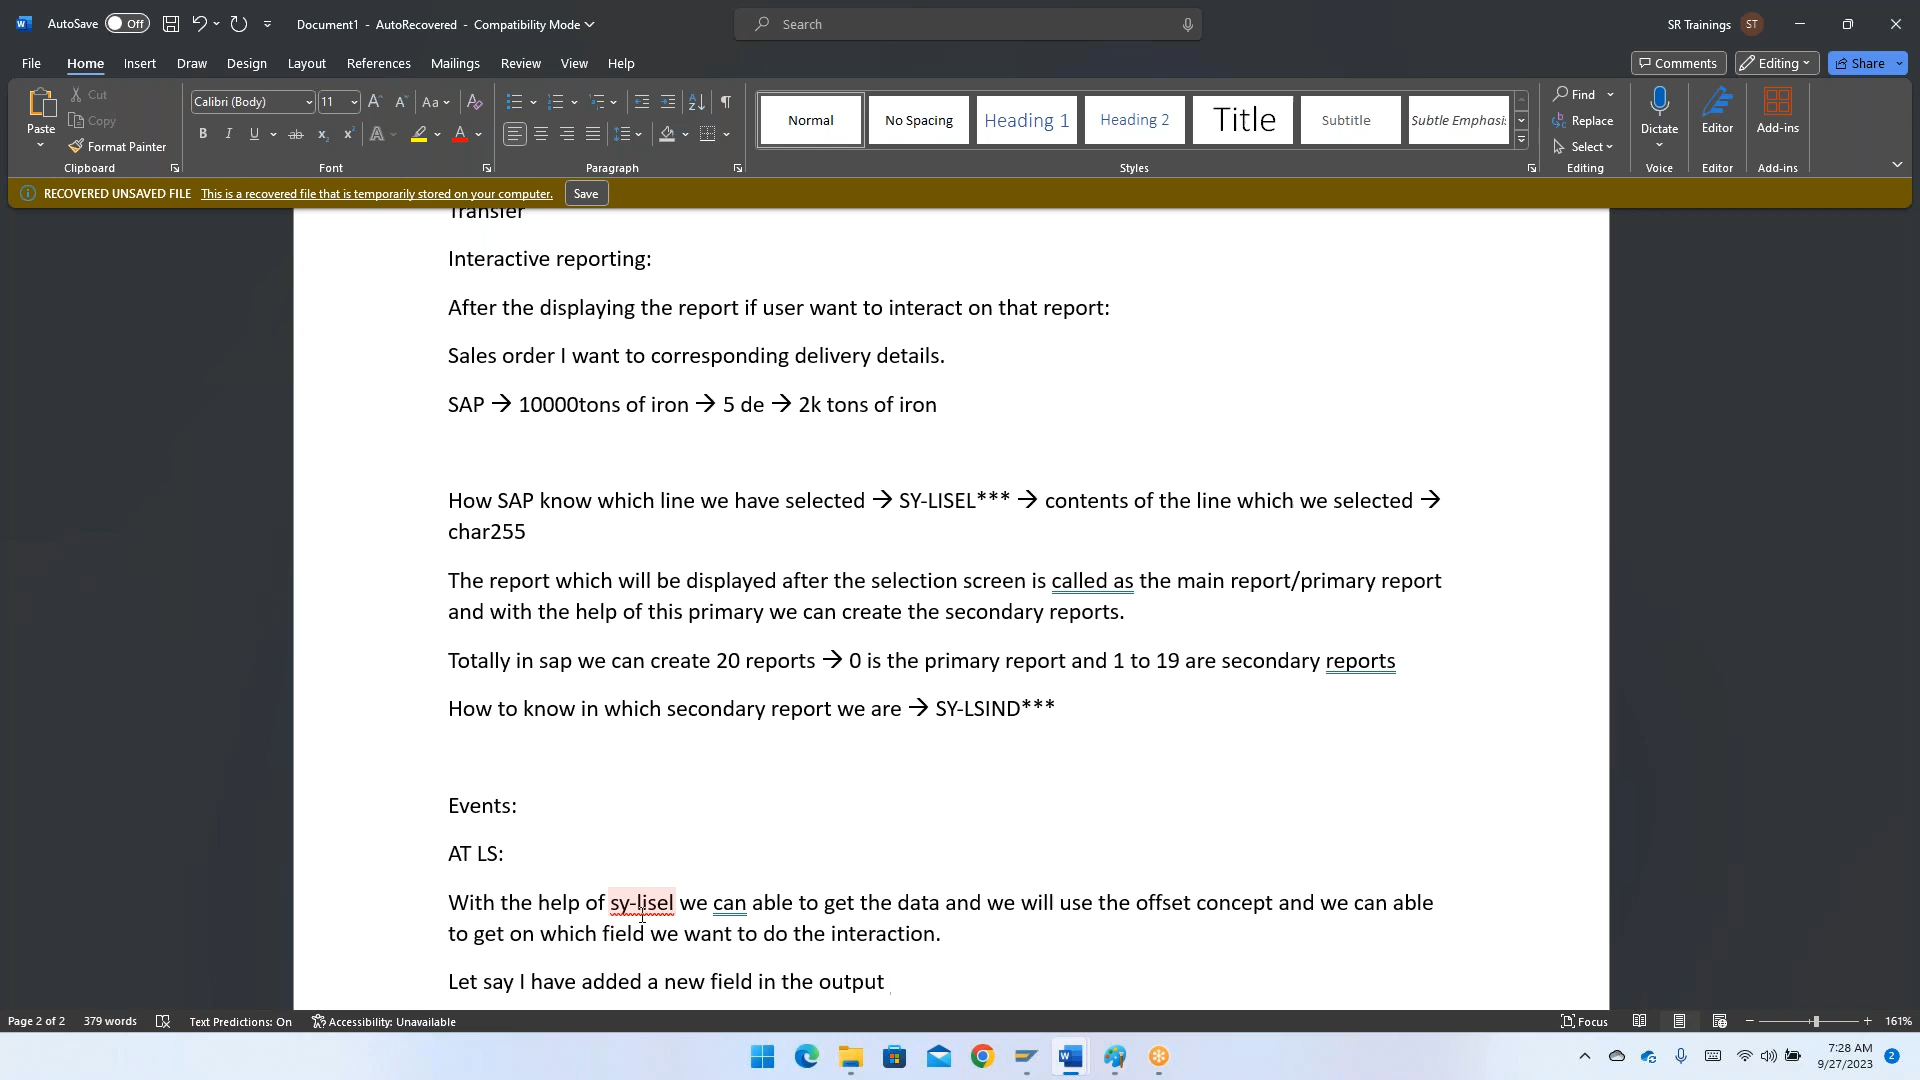 AutoSave Off Document1 - AutoRecovered - Compatibility Mode Search SR Trainings ST
File Home Insert Draw Design Layout References Mailings Review View Help Comments Editing Share
Paste Cut Copy Format Painter Clipboard
Calibri (Body) 11 Aa Font
Paragraph
Normal No Spacing Heading 1 Heading 2 Title Subtitle Subtle Emphasi: Styles
Find Replace Select Editing
Dictate Voice
Editor Editor
Add-ins Add-ins
RECOVERED UNSAVED FILE This is a recovered file that is temporarily stored on your computer. Save
Transfer
Interactive reporting:
After the displaying the report if user want to interact on that report:
Sales order I want to corresponding delivery details.
SAP → 10000tons of iron → 5 de → 2k tons of iron
How SAP know which line we have selected → SY-LISEL*** → contents of the line which we selected →
char255
The report which will be displayed after the selection screen is called as the main report/primary report
and with the help of this primary we can create the secondary reports.
Totally in sap we can create 20 reports → 0 is the primary report and 1 to 19 are secondary reports
How to know in which secondary report we are → SY-LSIND***
Events:
AT LS:
With the help of sy-lisel we can able to get the data and we will use the offset concept and we can able
to get on which field we want to do the interaction.
Let say I have added a new field in the output
Page 2 of 2 379 words Text Predictions: On Accessibility: Unavailable Focus 161%
7:28 AM
9/27/2023 2